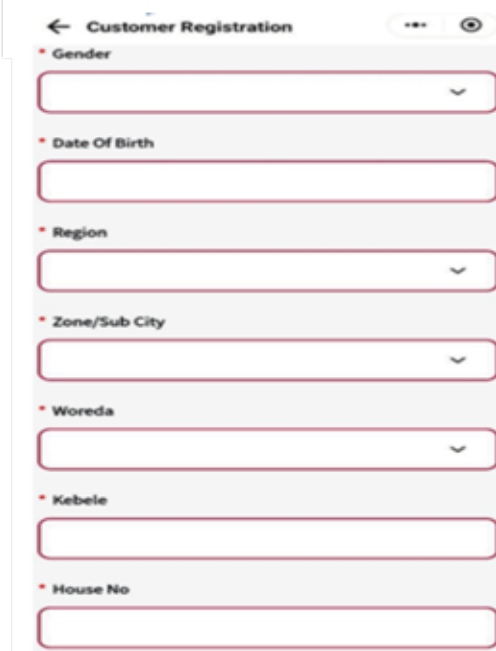 Customer Registration
* Gender
* Date Of Birth
* Region
* Zone/Sub City
* Woreda
* Kebele
* House No